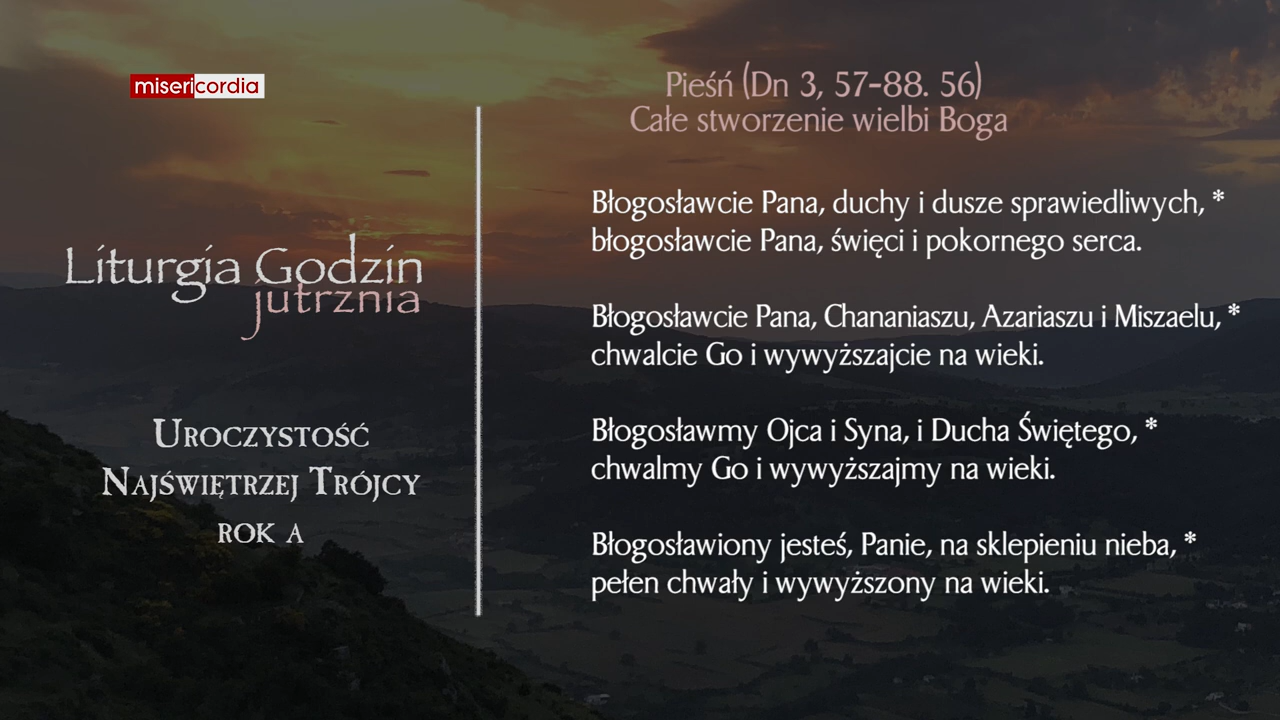 misericordia
Liturgia Godzin
jutrznia
Uroczystość
Najświętrzej Trójcy
rok a
Pieśń (Dn 3, 57-88. 56)
Całe stworzenie wielbi Boga
Błogosławcie Pana, duchy i dusze sprawiedliwych, *
błogosławcie Pana, święci i pokornego serca.
Błogosławcie Pana, Chananiaszu, Azariaszu i Miszaelu, *
chwalcie Go i wywyższajcie na wieki.
Błogosławmy Ojca i Syna, i Ducha Świętego, *
chwalmy Go i wywyższajmy na wieki.
Błogosławiony jesteś, Panie, na sklepieniu nieba, *
pełen chwały i wywyższony na wieki.